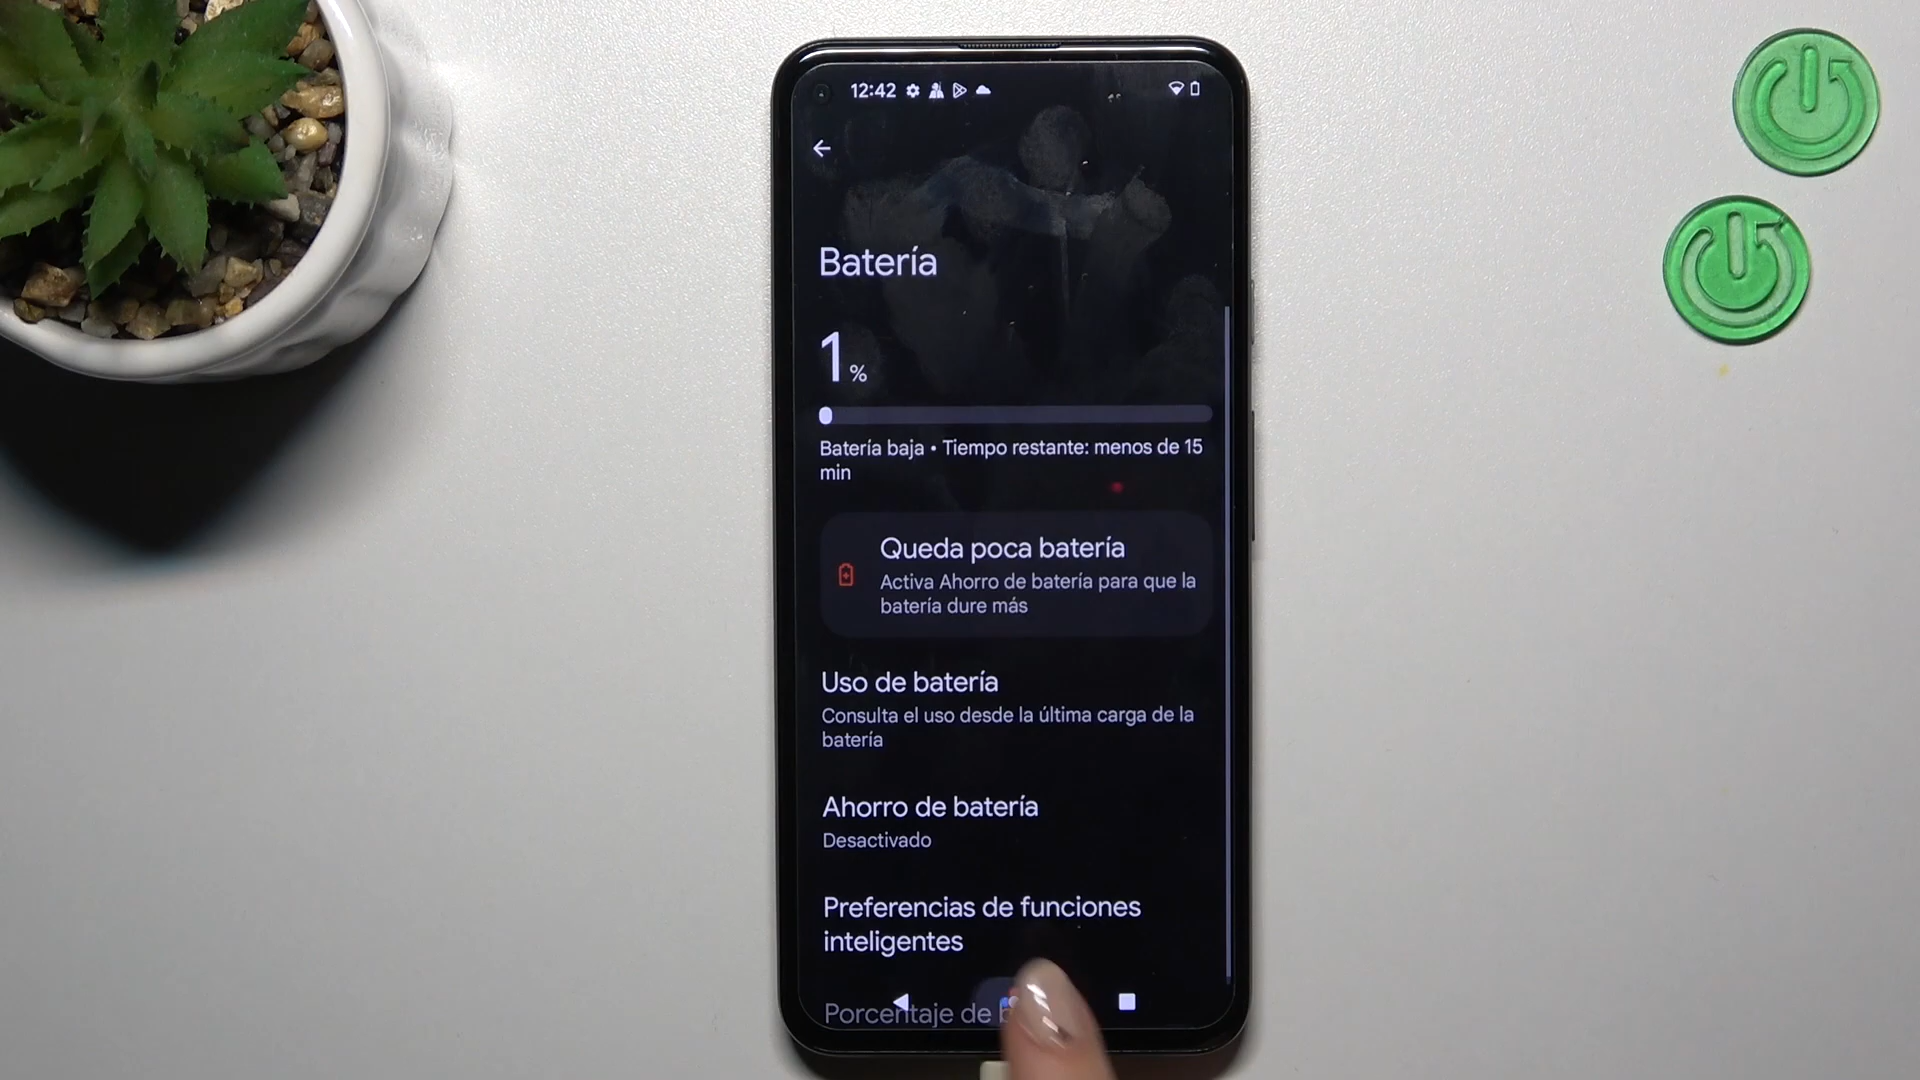 12:42
Batería
1%
Batería baja • Tiempo restante: menos de 15
min
Queda poca batería
Activa Ahorro de batería para que la
batería dure más
Uso de batería
Consulta el uso desde la última carga de la
batería
Ahorro de batería
Desactivado
Preferencias de funciones
inteligentes
Porcentaje de